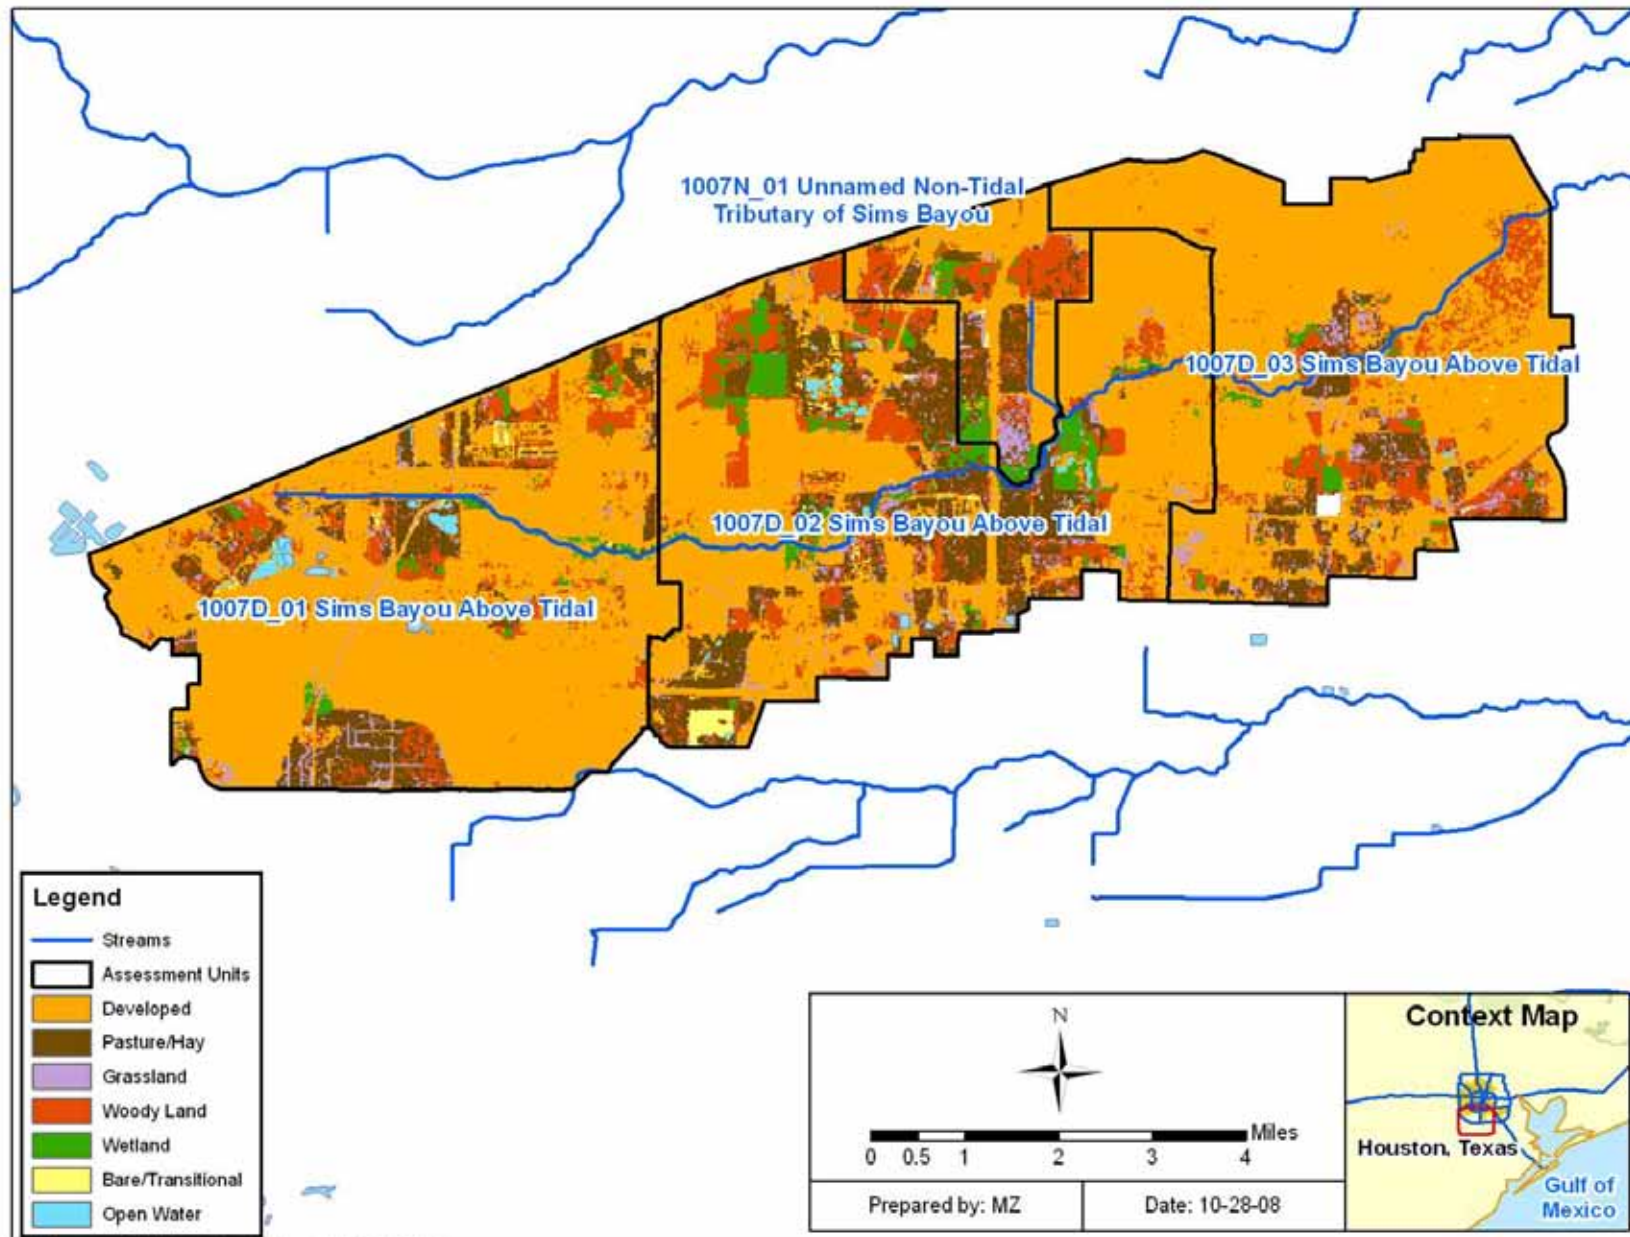 1007N_01 Unnamed Non-Tidal
Tributary of Sims Bayou
1007D_03 Sims Bayou Above Tidal
1007D_02 Sims Bayou Above Tidal
1007D_01 Sims Bayou Above Tidal
Legend
Streams
Assessment Units
Developed
Pasture/Hay
Grassland
Woody Land
Wetland
Bare/Transitional
Open Water
N
Miles
0 0.5 1 2 3 4
Prepared by: MZ
Date: 10-28-08
Context Map
Houston, Texas
Gulf of
Mexico